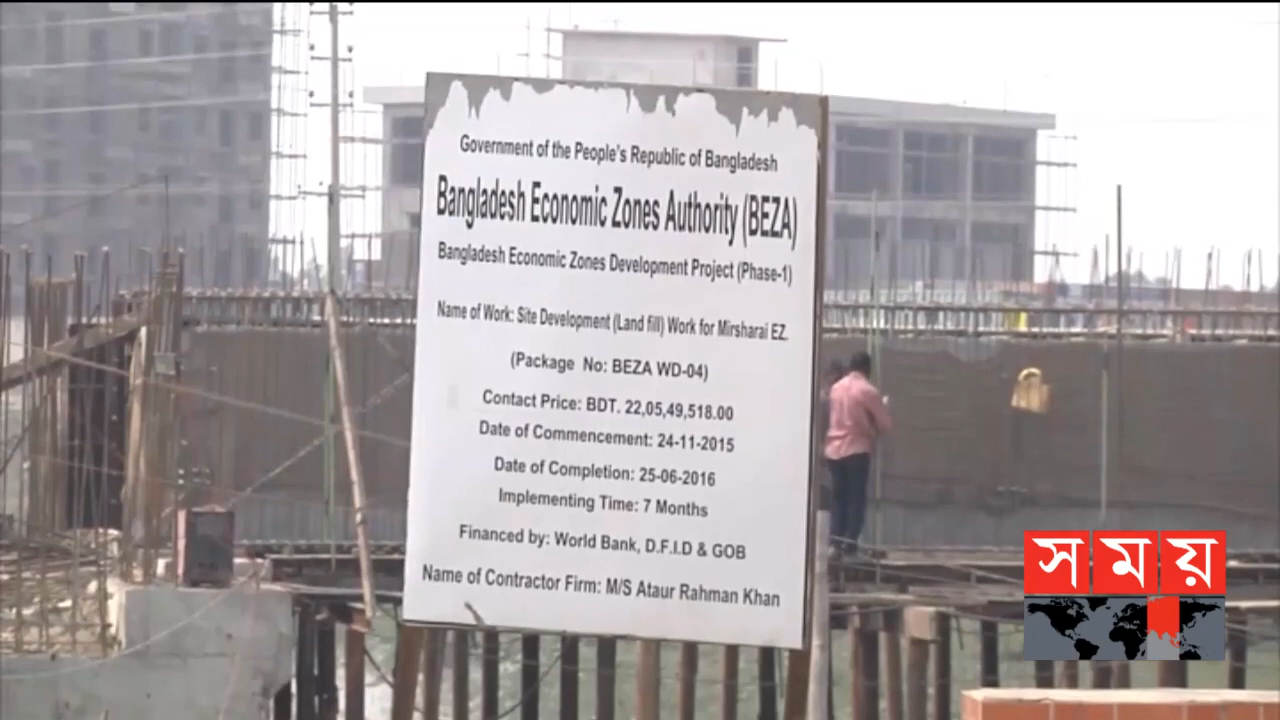 Government of the People's Republic of Bangladesh
Bangladesh Economic Zones Authority (BEZA)
Bangladesh Economic Zones Development Project (Phase-1)
Name of Work: Site Development (Land fill) Work for Mirsharai EZ.
(Package No: BEZA WD-04)
Contact Price: BDT. 22,05,49,518.00
Date of Commencement: 24-11-2015
Date of Completion: 25-06-2016
Implementing Time: 7 Months
Financed by: World Bank, D.F.I.D & GOB
Name of Contractor Firm: M/S Ataur Rahman Khan
সময়